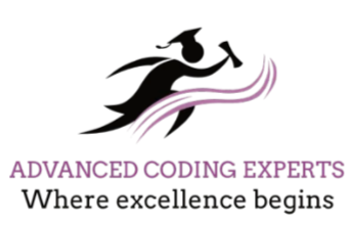 ADVANCED CODING EXPERTS
Where excellence begins